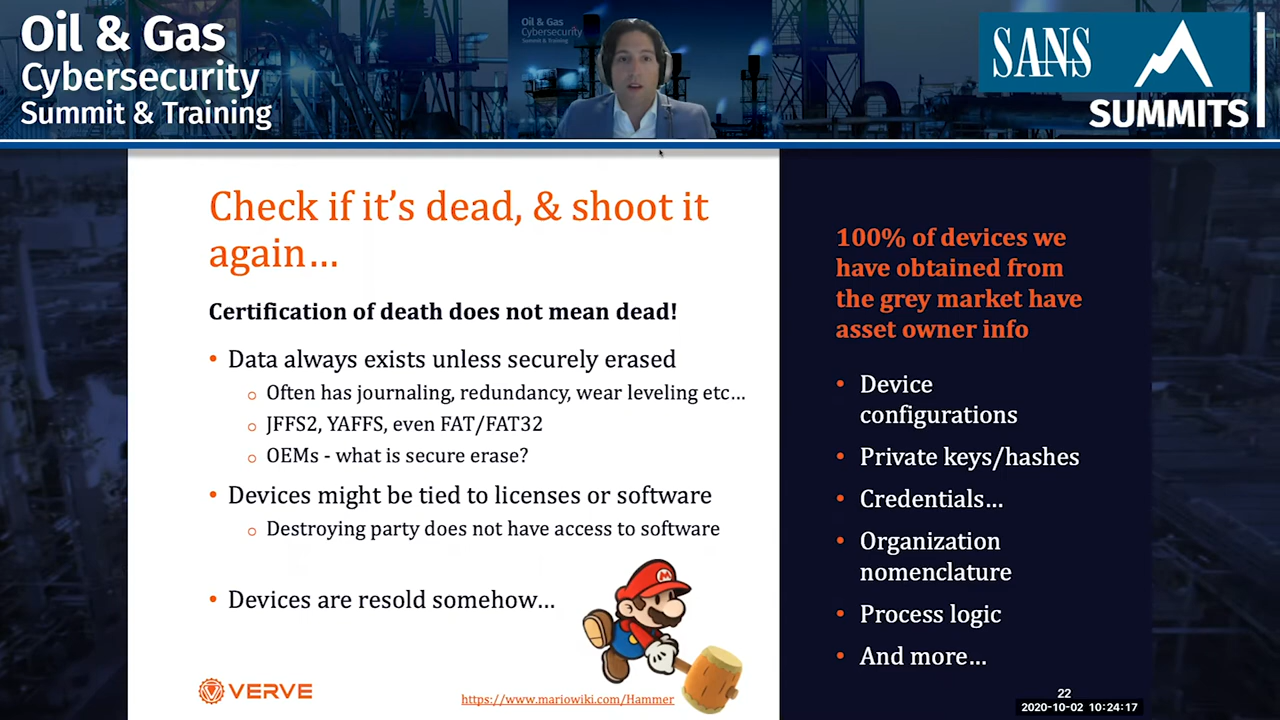 Oil & Gas
Cybersecurity
Summit & Training
Oil & Gas
Cybersecurity
Summit & Training
SANS
SUMMITS
Check if it's dead, & shoot it
again…
Certification of death does not mean dead!
• Data always exists unless securely erased
o Often has journaling, redundancy, wear leveling etc…
o JFFS2, YAFFS, even FAT/FAT32
o OEMs - what is secure erase?
• Devices might be tied to licenses or software
o Destroying party does not have access to software
• Devices are resold somehow…
M
VERVE
https://www.mariowiki.com/Hammer
100% of devices we
have obtained from
the grey market have
asset owner info
• Device
configurations
• Private keys/hashes
• Credentials…
• Organization
nomenclature
• Process logic
• And more…
22
2020-10-02 10:24:17